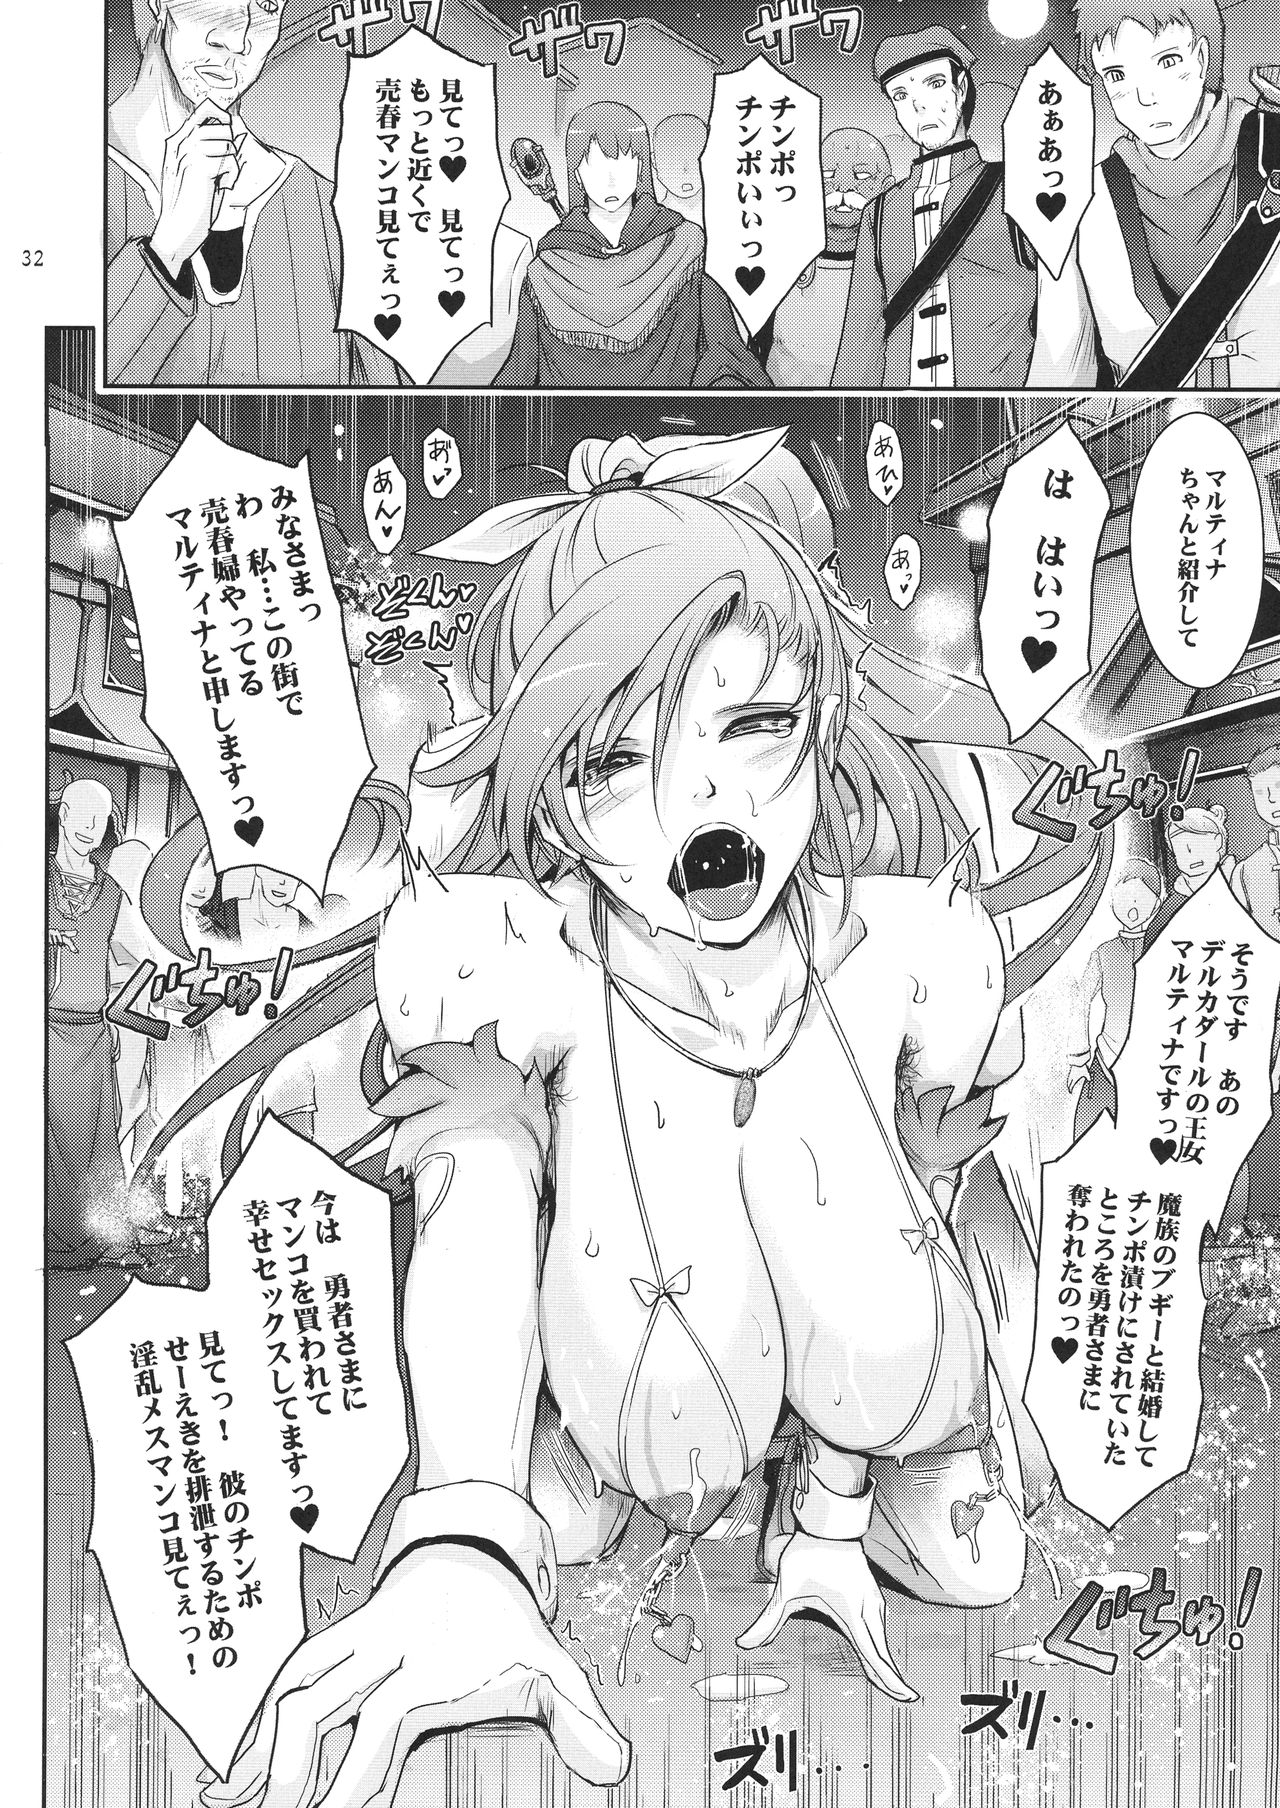 ザワ
ザワ
ザワ
あぁあっ♥
チンポっ
チンポいいっ♥
見てっ♥ 見てっ♥
もっと近くで
売春マンコ見てぇっ♥
32
マルティナ
ちゃんと紹介して
は はいっ♥
あひ♥
あっ♥
あ゛っ♥
あん♥
ぞくん♥
ぞくん♥
みなさまっ
わ 私…この街で
売春婦やってる
マルティナと申しますっ♥
ぐちゅ!
ぐちゅ!
そうです あの
デルカダールの王女
マルティナですっ♥
魔族のブギーと結婚して
チンポ漬けにされていた
ところを勇者さまに
奪われたのっ♥
今は 勇者さまに
マンコを買われて
幸せセックスしてますっ♥
見てっ! 彼のチンポ
せーえきを排泄するための
淫乱メスマンコ見てぇっ!
ぐちゅ!
ズリ…
ズリ…